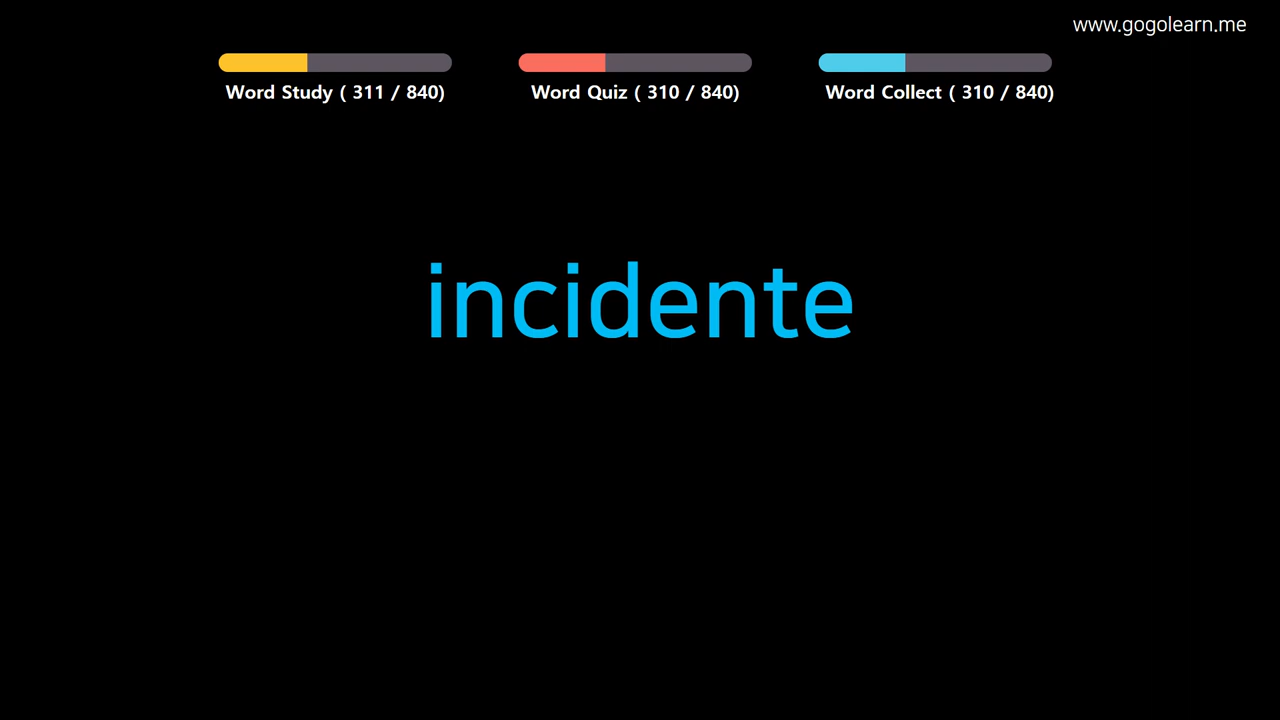 www.gogolearn.me
Word Study ( 311 / 840)
Word Quiz ( 310 / 840)
Word Collect ( 310 / 840)
incidente